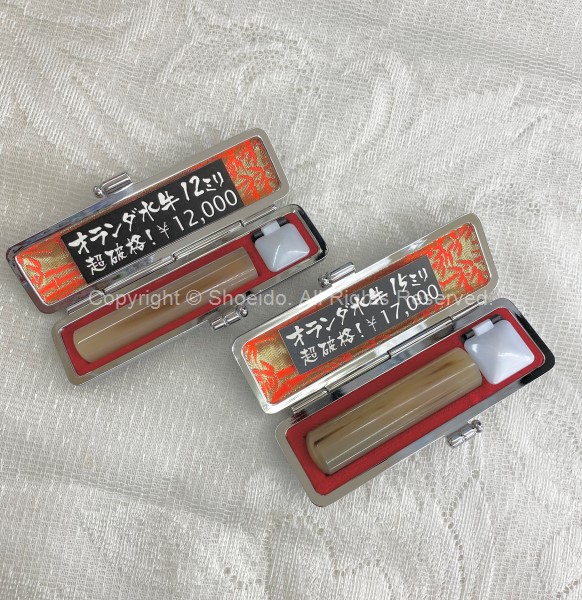 オランダ水牛12ミリ
超破格!¥12,000
オランダ水牛15ミリ
超破格!¥17,000
Copyright © Shoeido. All Rights Reserved.